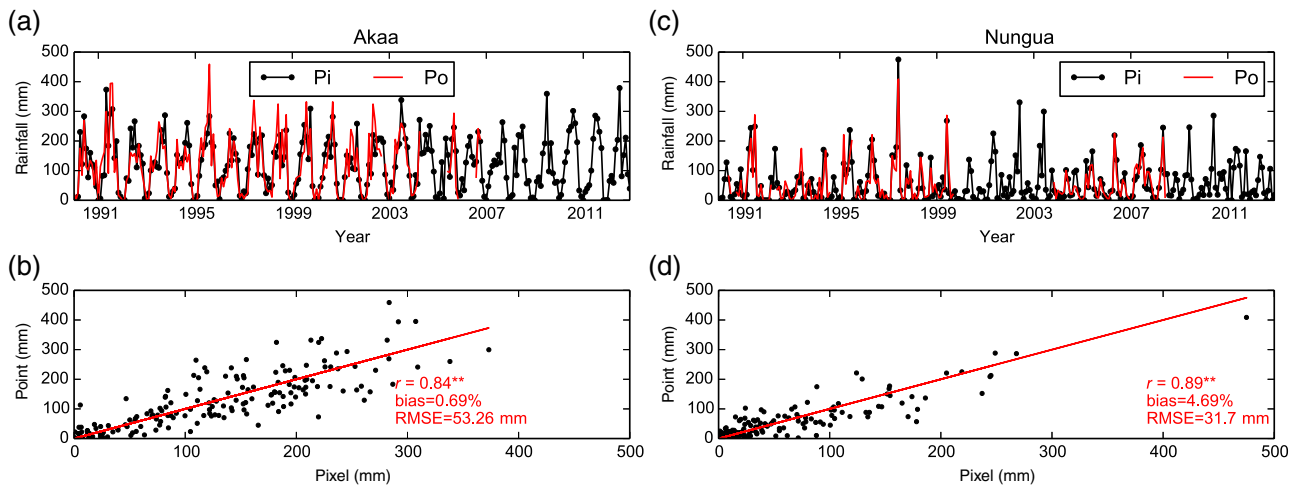 (a)
Akaa
500
400
300
200
100
0
Rainfall (mm)
Pi
Po
1991 1995 1999 2003 2007 2011
Year
(b)
500
400
300
200
100
0
Point (mm)
r = 0.84**
bias=0.69%
RMSE=53.26 mm
0 100 200 300 400 500
Pixel (mm)
(c)
Nungua
500
400
300
200
100
0
Rainfall (mm)
Pi
Po
1991 1995 1999 2003 2007 2011
Year
(d)
500
400
300
200
100
0
Point (mm)
r = 0.89**
bias=4.69%
RMSE=31.7 mm
0 100 200 300 400 500
Pixel (mm)